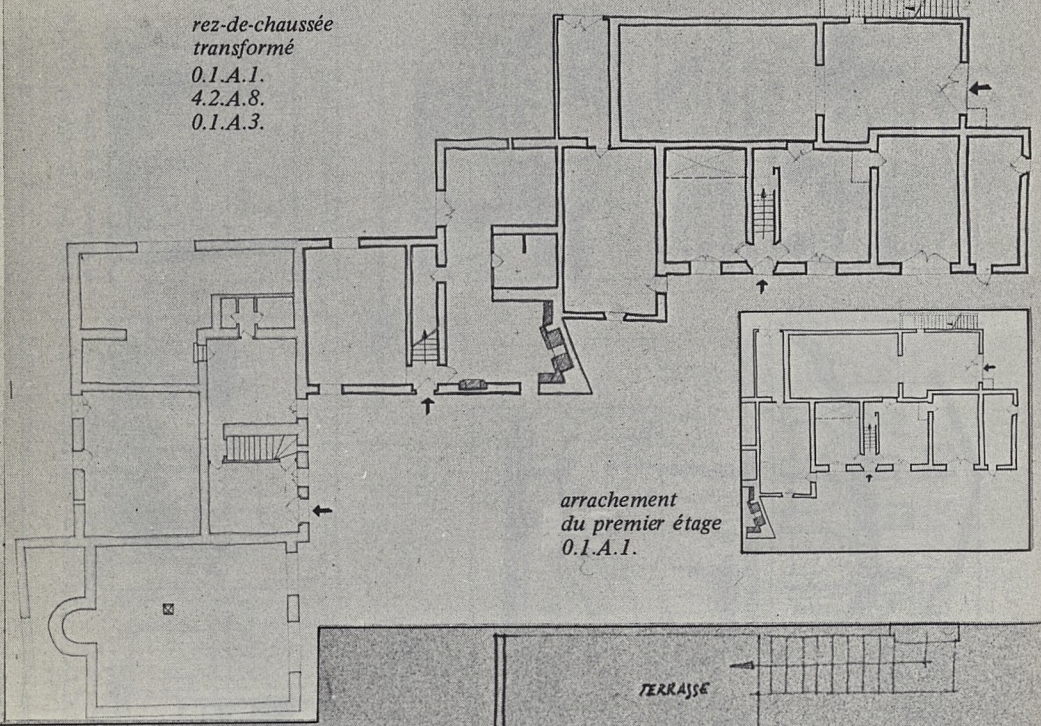 rez-de-chaussée
transformé
0.1.A.1.
4.2.A.8.
0.1.A.3.
arrachement
du premier étage
0.1.A.1.
TERRASSE